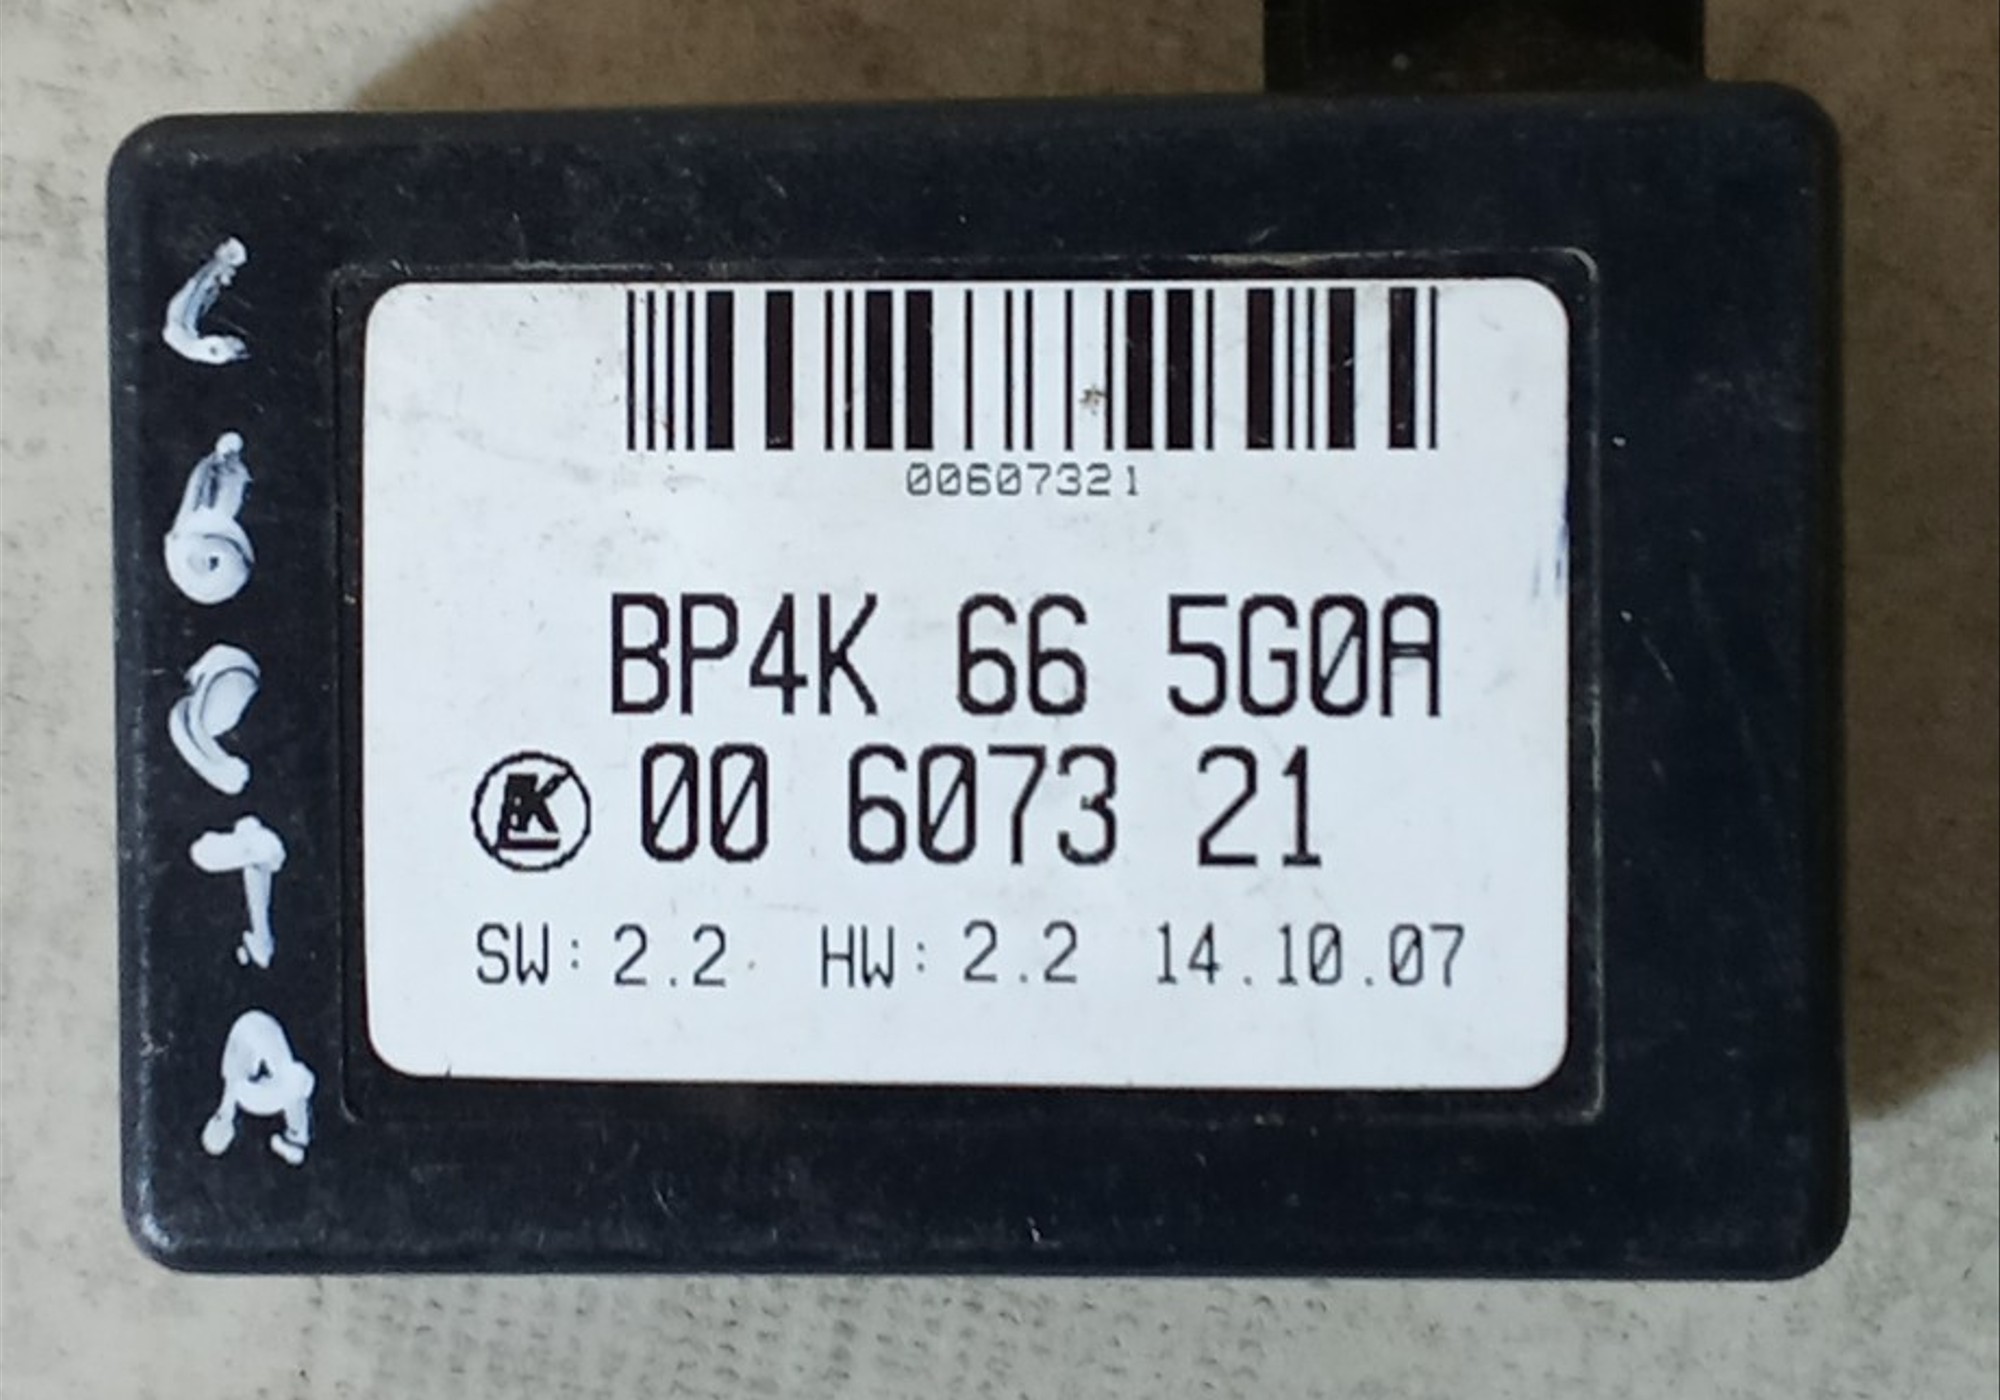 00607321
BP4K 66 5G0A
00 6073 21
SW: 2.2 HW: 2.2 14.10.07